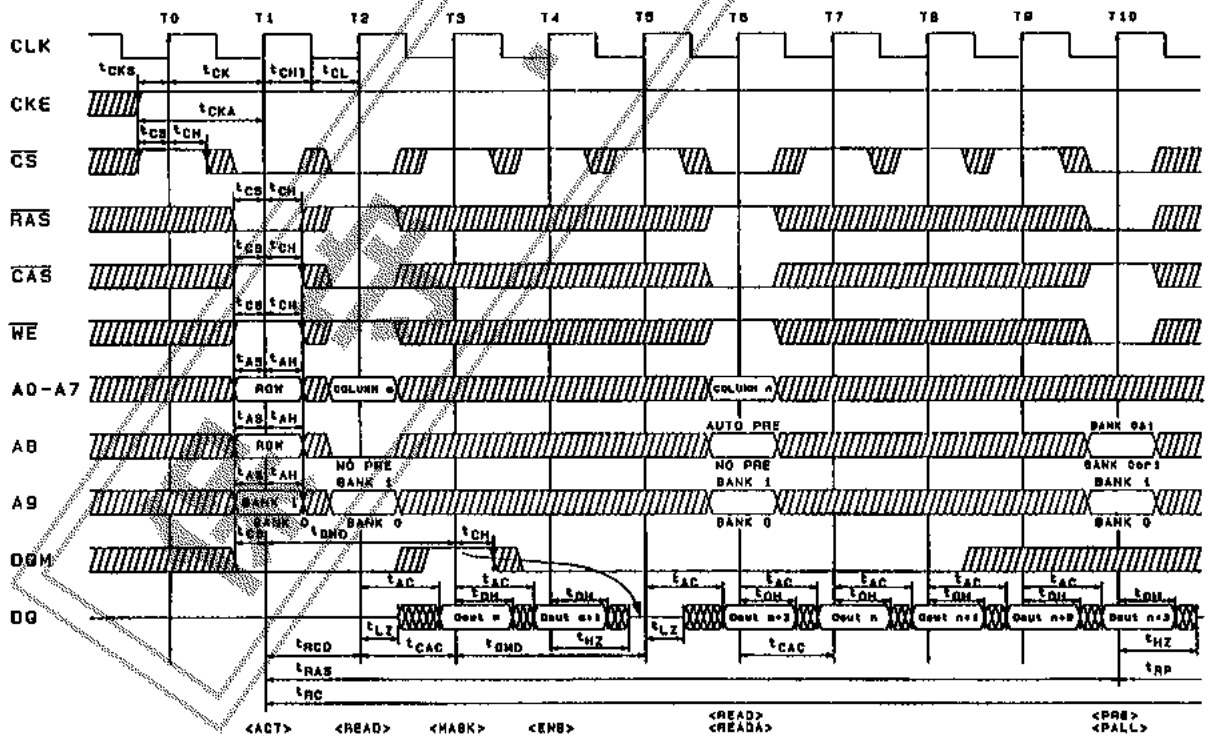 T0 T1 T2 T3 T4 T5 T6 T7 T8 T9 T10
CLK
tCKS tCK tCH1 tCL
CKE
tCKA
tCS tCH
CS
tCS tCH
RAS
tCS tCH
CAS
tCS tCH
WE
tAS tAH
A0-A7 ROW COLUMN m COLUMN n
tAS tAH AUTO PRE BANK 0&1
A8 ROW
NO PRE NO PRE BANK 0or1
tAS tAH BANK 1 BANK 1 BANK 1
A9 BANK 1
BANK 0 BANK 0 BANK 0 BANK 0
tCS tQMD tCH
DQM
tAC tAC tAC tAC tAC tAC tAC
tOH tOH tOH tOH tOH tOH tOH
DQ Dout m Dout m+1 Dout m+3 Dout n Dout n+1 Dout n+2 Dout n+3
tLZ tHZ tLZ tHZ
tRCD tCAC tQMD tCAC
tRAS tRP
tRC
<ACT> <READ> <MASK> <ENB> <READ> <PRE>
<READA> <PALL>